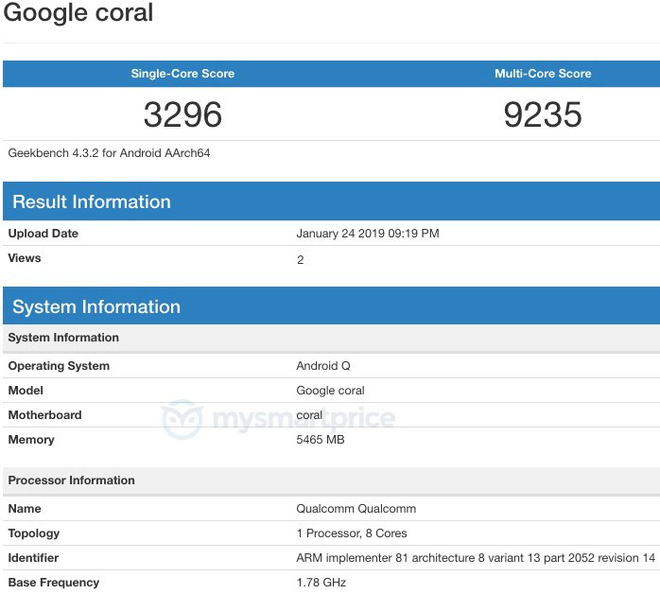 Google coral
Single-Core Score Multi-Core Score
3296 9235
Geekbench 4.3.2 for Android AArch64
Result Information
Upload Date January 24 2019 09:19 PM
Views 2
System Information
System Information
Operating System Android Q
Model Google coral
Motherboard coral
mysmartprice
Memory 5465 MB
Processor Information
Name Qualcomm Qualcomm
Topology 1 Processor, 8 Cores
Identifier ARM implementer 81 architecture 8 variant 13 part 2052 revision 14
Base Frequency 1.78 GHz